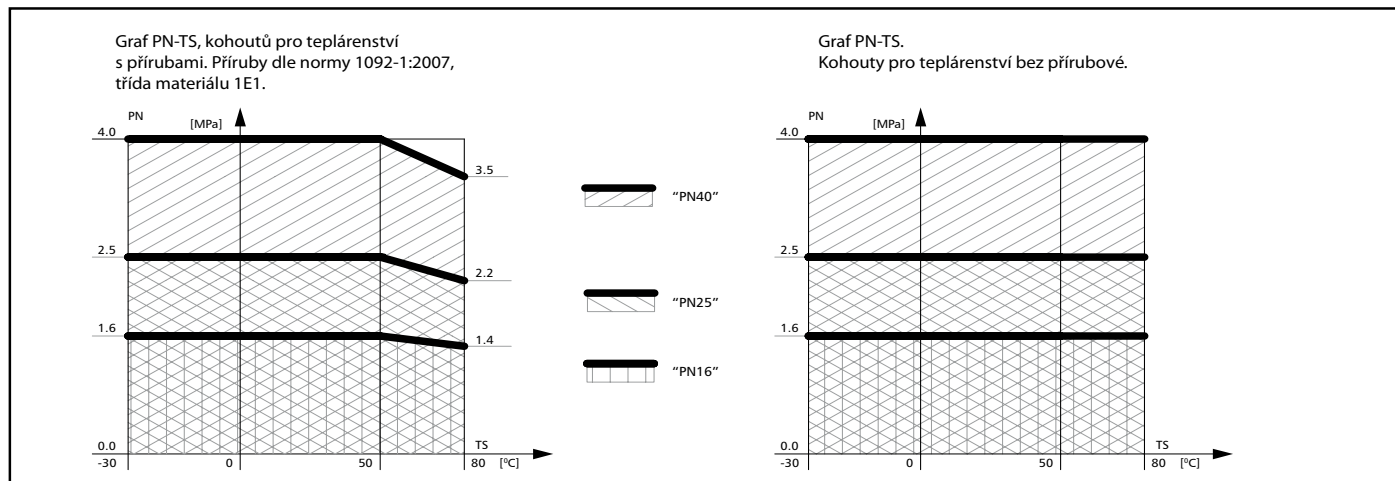 Graf PN-TS, kohoutů pro teplárenství
s přírubami. Příruby dle normy 1092-1:2007,
třída materiálu 1E1.
PN
[MPa]
4.0
3.5
2.5
2.2
1.6
1.4
0.0
TS
-30
0
50
80
[⁰C]
"PN40"
"PN25"
"PN16"
Graf PN-TS.
Kohouty pro teplárenství bez přírubové.
PN
[MPa]
4.0
2.5
1.6
0.0
TS
-30
0
50
80
[⁰C]